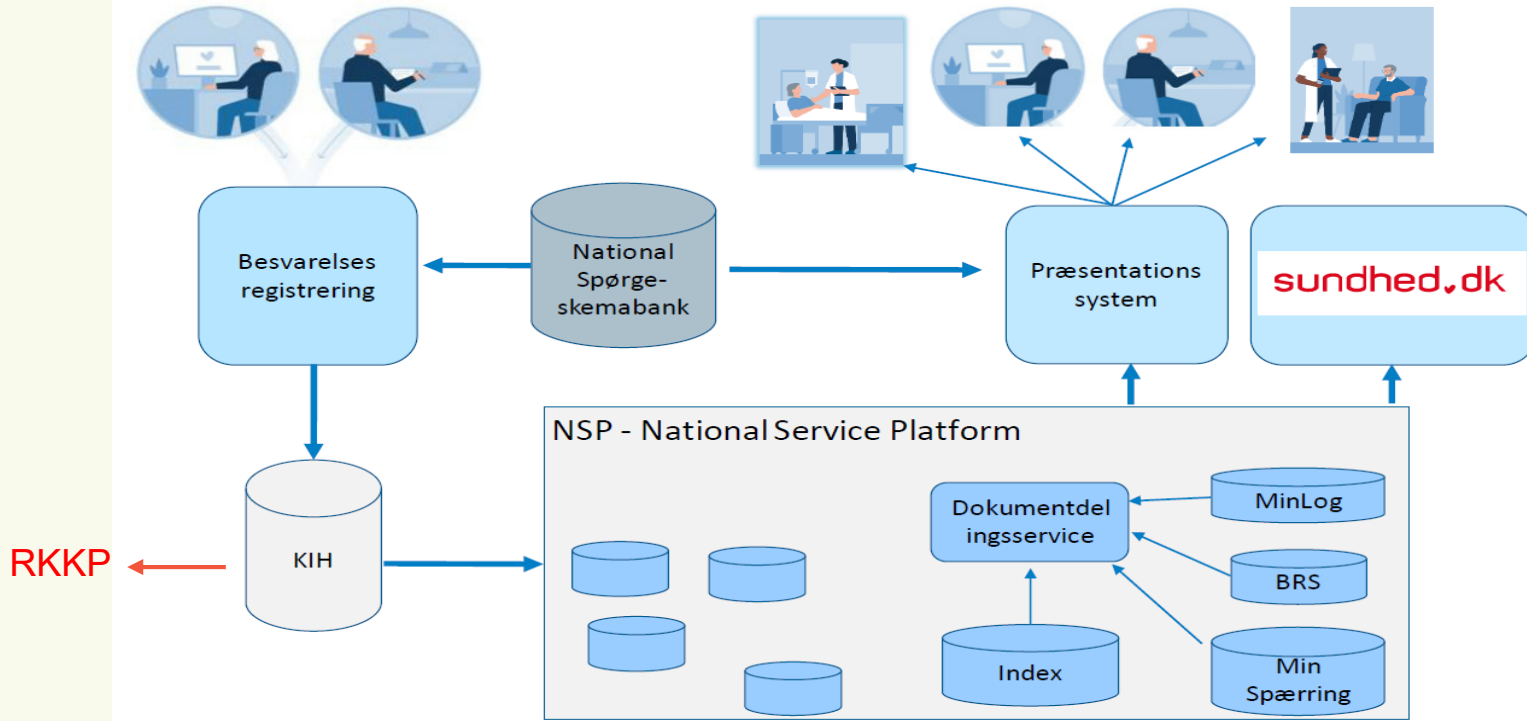 Besvarelses
registrering
National
Spørge-
skemabank
Præsentations
system
sundhed.dk
NSP - National Service Platform
RKKP
KIH
Dokumentdel
ingsservice
MinLog
BRS
Index
Min
Spærring